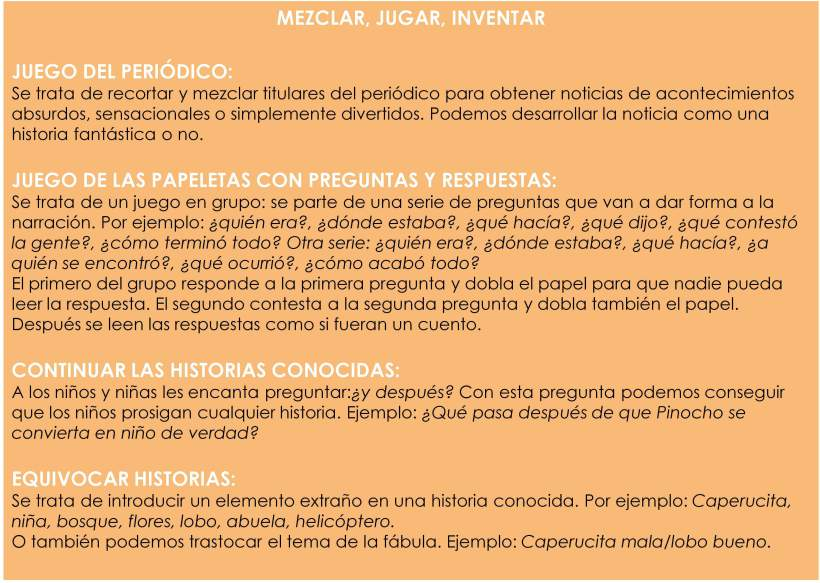 MEZCLAR, JUGAR, INVENTAR
JUEGO DEL PERIÓDICO:
Se trata de recortar y mezclar titulares del periódico para obtener noticias de acontecimientos
absurdos, sensacionales o simplemente divertidos. Podemos desarrollar la noticia como una
historia fantástica o no.
JUEGO DE LAS PAPELETAS CON PREGUNTAS Y RESPUESTAS:
Se trata de un juego en grupo: se parte de una serie de preguntas que van a dar forma a la
narración. Por ejemplo: ¿quién era?, ¿dónde estaba?, ¿qué hacía?, ¿qué dijo?, ¿qué contestó
la gente?, ¿cómo terminó todo? Otra serie: ¿quién era?, ¿dónde estaba?, ¿qué hacía?, ¿a
quién se encontró?, ¿qué ocurrió?, ¿cómo acabó todo?
El primero del grupo responde a la primera pregunta y dobla el papel para que nadie pueda
leer la respuesta. El segundo contesta a la segunda pregunta y dobla también el papel.
Después se leen las respuestas como si fueran un cuento.
CONTINUAR LAS HISTORIAS CONOCIDAS:
A los niños y niñas les encanta preguntar:¿y después? Con esta pregunta podemos conseguir
que los niños prosigan cualquier historia. Ejemplo: ¿Qué pasa después de que Pinocho se
convierta en niño de verdad?
EQUIVOCAR HISTORIAS:
Se trata de introducir un elemento extraño en una historia conocida. Por ejemplo: Caperucita,
niña, bosque, flores, lobo, abuela, helicóptero.
O también podemos trastocar el tema de la fábula. Ejemplo: Caperucita mala/lobo bueno.